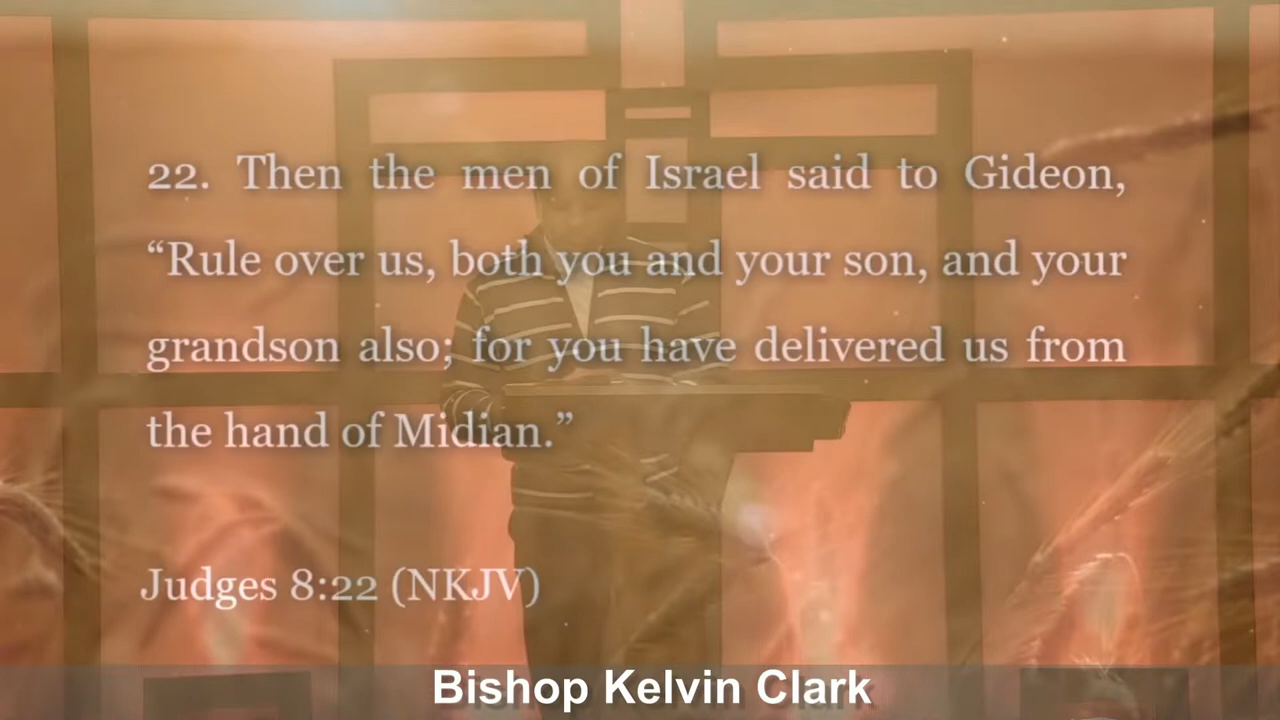 22. Then the men of Israel said to Gideon,
“Rule over us, both you and your son, and your
grandson also; for you have delivered us from
the hand of Midian.”
Judges 8:22 (NKJV)
Bishop Kelvin Clark